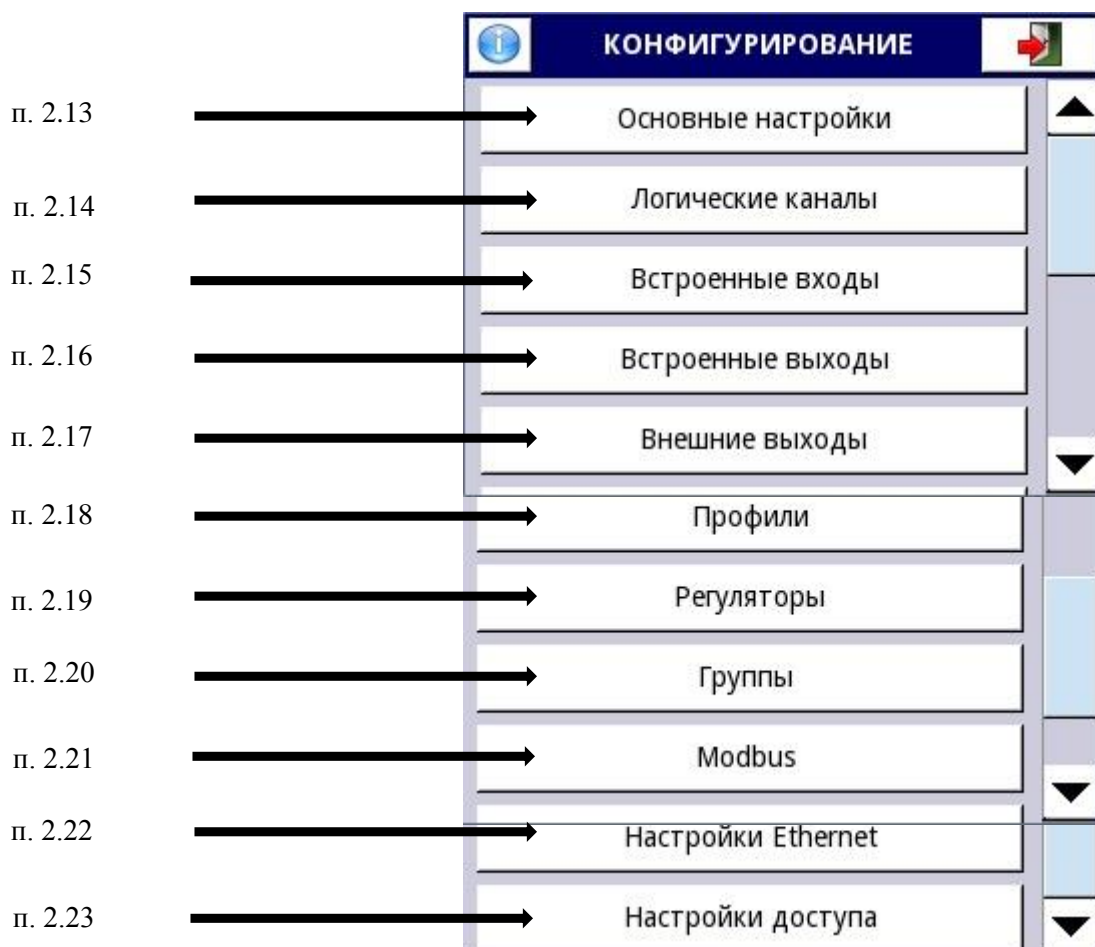 КОНФИГУРИРОВАНИЕ
п. 2.13 Основные настройки
п. 2.14 Логические каналы
п. 2.15 Встроенные входы
п. 2.16 Встроенные выходы
п. 2.17 Внешние выходы
п. 2.18 Профили
п. 2.19 Регуляторы
п. 2.20 Группы
п. 2.21 Modbus
п. 2.22 Настройки Ethernet
п. 2.23 Настройки доступа